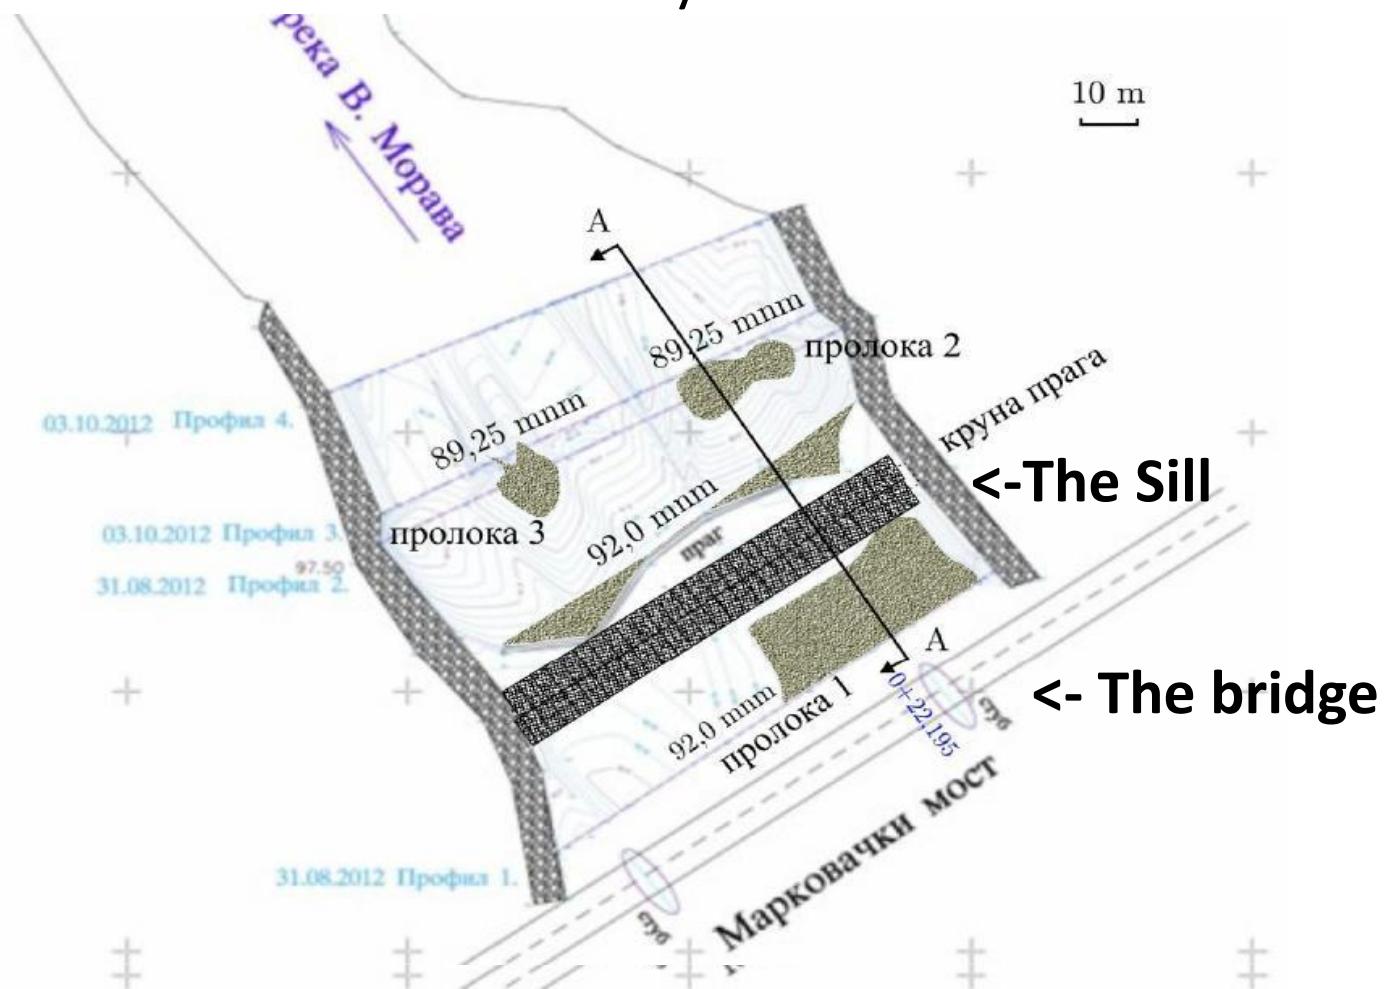 река В. Морава
10 m
A
89,25 mnm
пролока 2
круна прага
03.10.2012 Профил 4.
89,25 mnm
<-The Sill
92,0 mnm
праг
пролока 3
03.10.2012 Профил 3.
97.50
31.08.2012 Профил 2.
A
0+22,195
стуб
<- The bridge
92,0 mnm
пролока 1
Марковачки мост
31.08.2012 Профил 1.
стуб